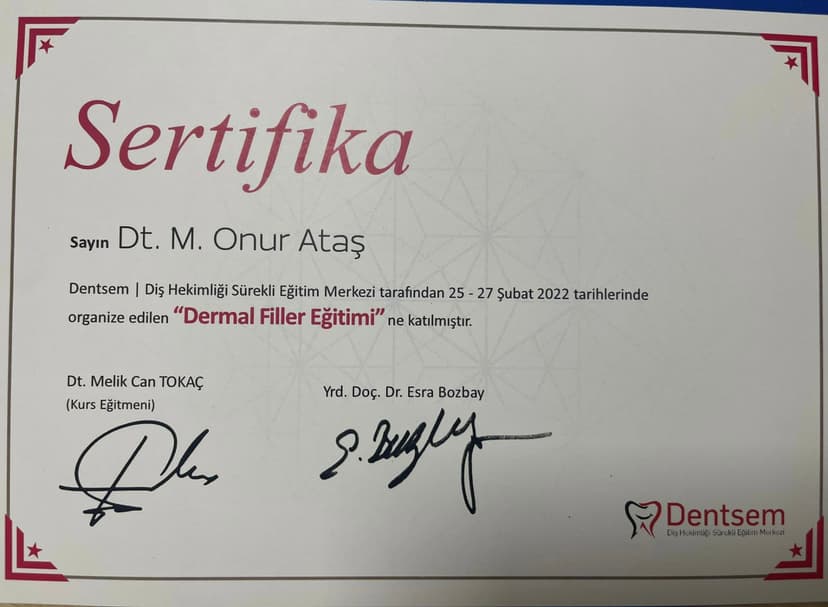 Sertifika
Sayın Dt. M. Onur Ataş
Dentsem | Diş Hekimliği Sürekli Eğitim Merkezi tarafından 25 - 27 Şubat 2022 tarihlerinde
organize edilen “Dermal Filler Eğitimi” ne katılmıştır.
Dt. Melik Can TOKAÇ
(Kurs Eğitmeni)
Yrd. Doç. Dr. Esra Bozbay
Dentsem
Diş Hekimliği Sürekli Eğitim Merkezi